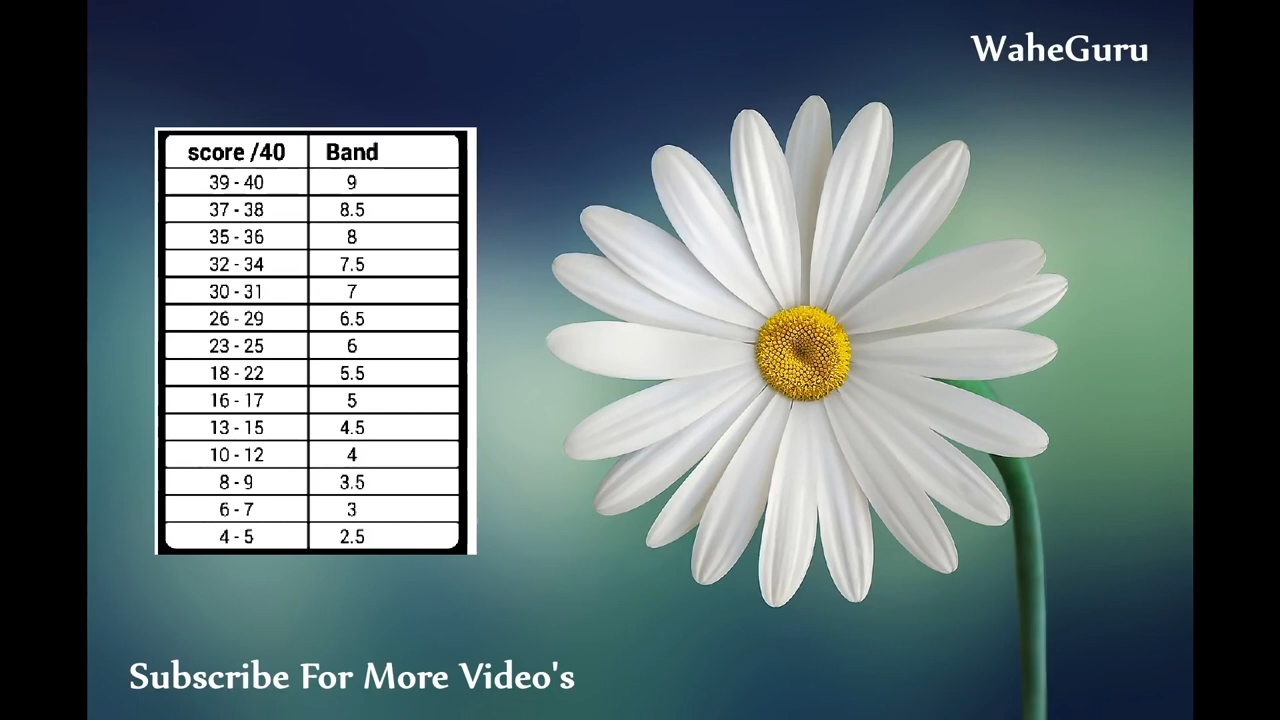 WaheGuru
score /40 Band
39 - 40 9
37 - 38 8.5
35 - 36 8
32 - 34 7.5
30 - 31 7
26 - 29 6.5
23 - 25 6
18 - 22 5.5
16 - 17 5
13 - 15 4.5
10 - 12 4
8 - 9 3.5
6 - 7 3
4 - 5 2.5
Subscribe For More Video's